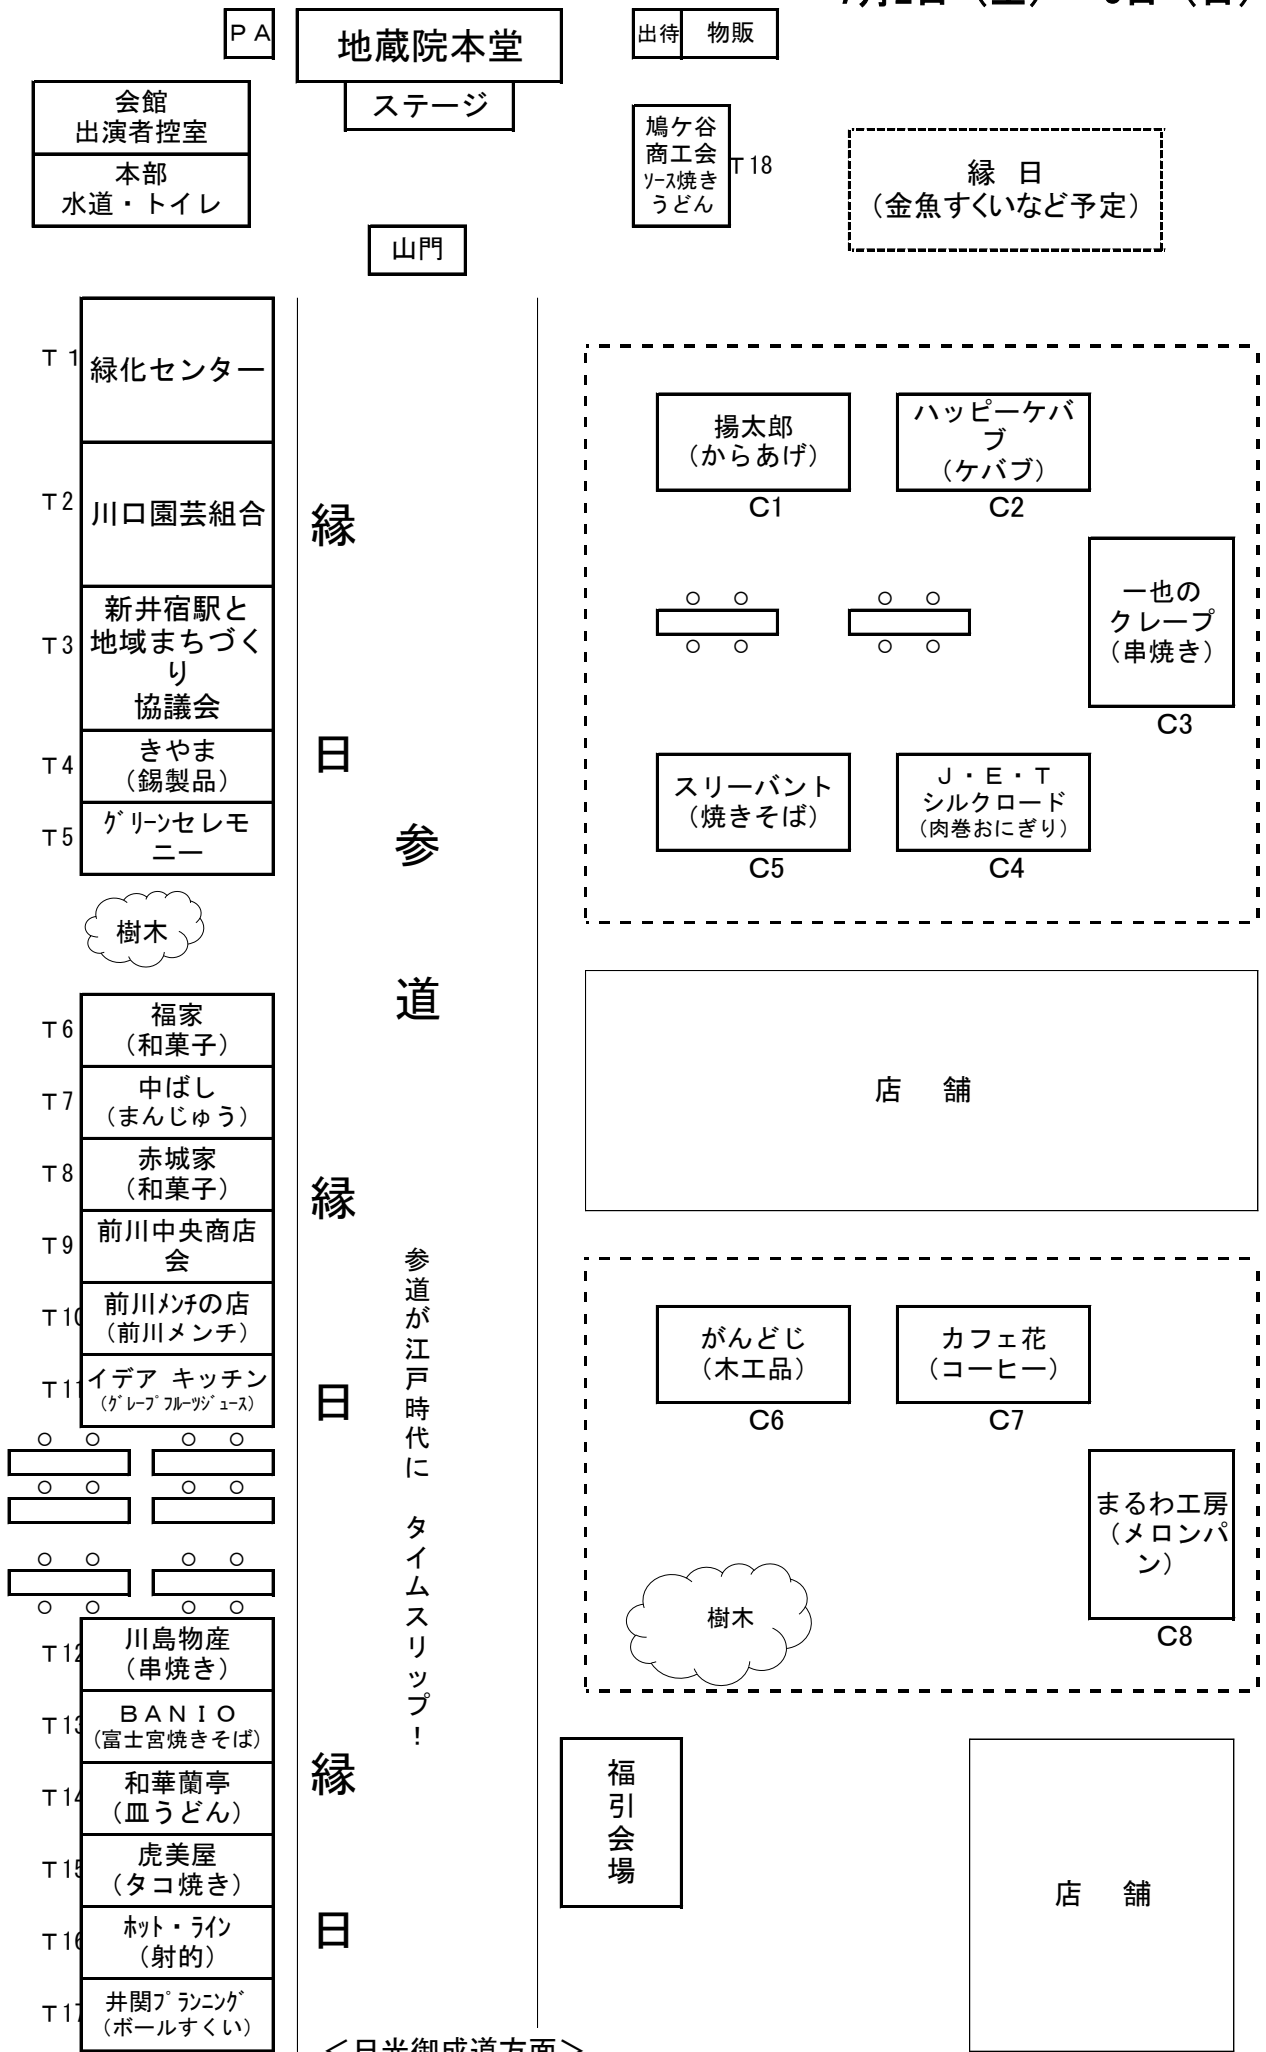 7月2日（土）
3日（日）
ＰＡ
地蔵院本堂
ステージ
出待
物販
会館
出演者控室
本部
水道・トイレ
山門
鳩ケ谷
商工会
ｿｰｽ焼き
うどん
T18
縁　日
（金魚すくいなど予定）
T 1
緑化センター
T2
川口園芸組合
T3
新井宿駅と
地域まちづく
り
協議会
T4
きやま
（錫製品）
T5
ｸﾞﾘｰﾝセレモ
ニー
樹木
T6
福家
（和菓子）
T7
中ばし
（まんじゅう）
T8
赤城家
（和菓子）
T9
前川中央商店
会
T10
前川ﾒﾝﾁの店
（前川メンチ）
T11
イデア キッチン
（ｸﾞﾚｰﾌﾟﾌﾙｰﾂｼﾞｭｰｽ）
T12
川島物産
（串焼き）
T13
ＢＡＮＩＯ
（富士宮焼きそば）
T14
和華蘭亭
（皿うどん）
T15
虎美屋
（タコ焼き）
T16
ﾎｯﾄ・ﾗｲﾝ
（射的）
T17
井関ﾌﾟﾗﾝﾆﾝｸﾞ
（ボールすくい）
縁　日
縁　日
縁　日
参　道
参道が江戸時代に　タイムスリップ！
＜日光御成道方面＞
揚太郎
（からあげ）
C1
ハッピーケバ
ブ
（ケバブ）
C2
一也の
クレープ
（串焼き）
C3
スリーバント
（焼きそば）
C5
Ｊ・Ｅ・Ｔ
シルクロード
（肉巻おにぎり）
C4
店　舗
がんどじ
（木工品）
C6
カフェ花
（コーヒー）
C7
まるわ工房
（メロンパ
ン）
C8
樹木
福引会場
店　舗